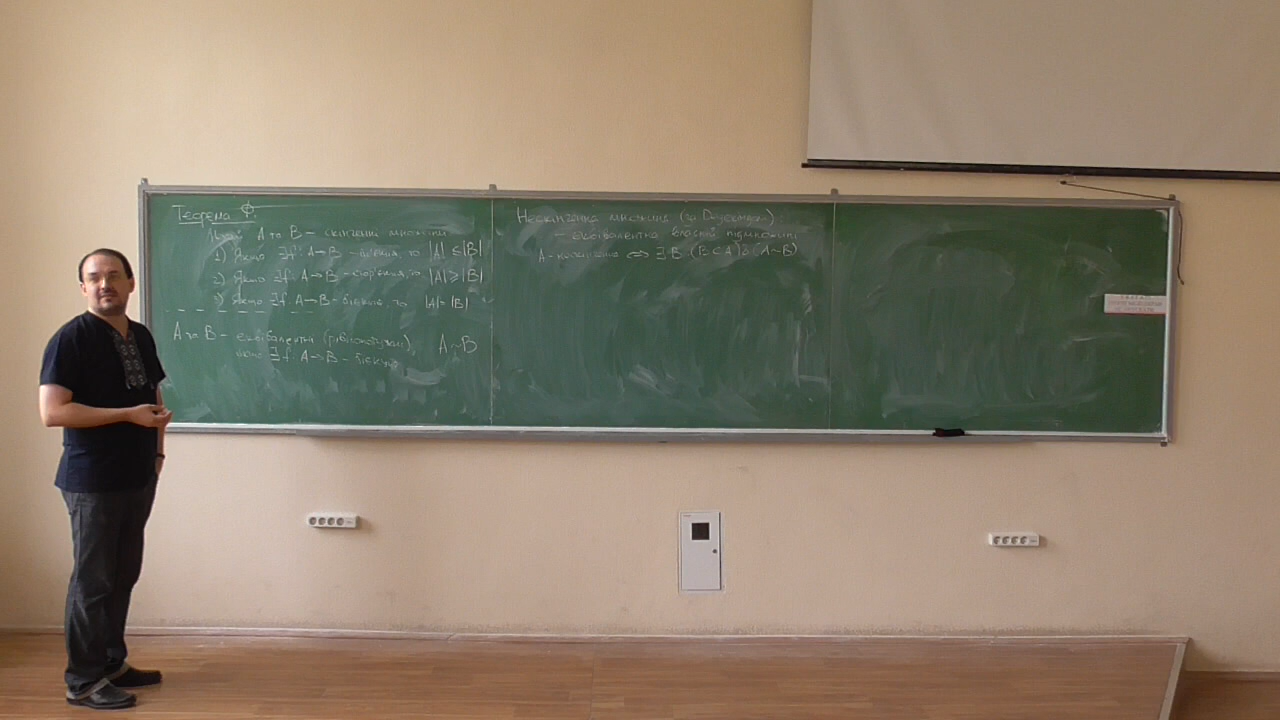 Теорема Ф.
Нехай A та B – скінченні множини
1) Якщо ∃f: A→B – ін'єкція, то |A| ≤ |B|
2) Якщо ∃f: A→B – сюр'єкція, то |A| ≥ |B|
3) Якщо ∃f: A→B – бієкція, то |A| = |B|
A та B – еквівалентні (рівнопотужні), A~B
якщо ∃f: A→B – бієкція
Нескінченна множина (за Дедекіндом):
– еквівалентна власній підмножині
A – нескінченна ⇔ ∃B: (B⊂A) & (A~B)